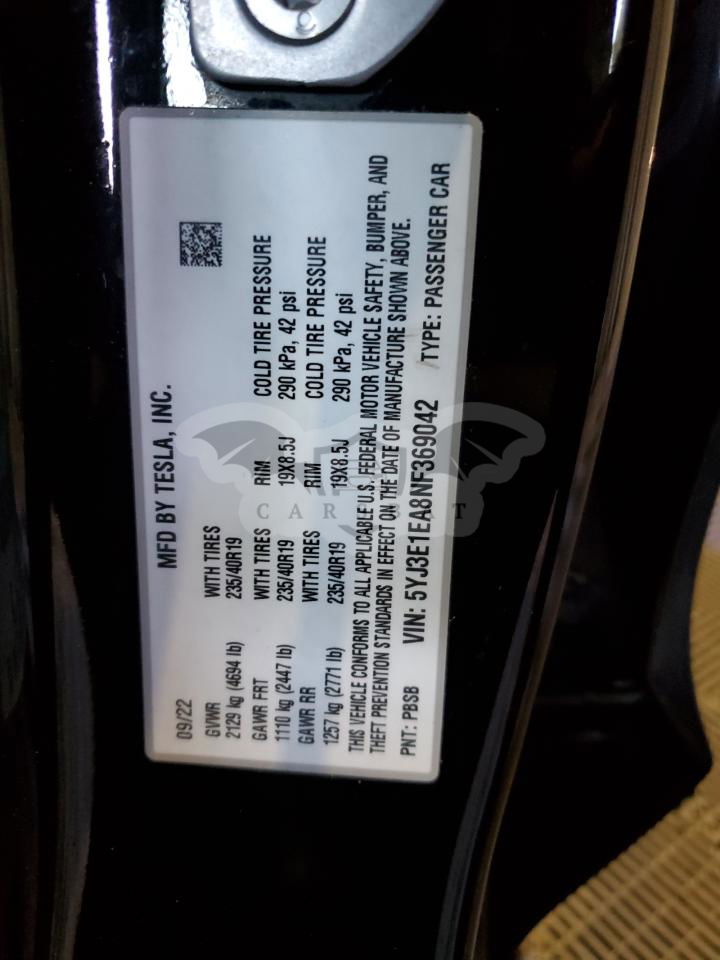 MFD BY TESLA, INC.
09/22
GVWR WITH TIRES
2129 kg (4694 lb) 235/40R19
GAWR FRT WITH TIRES RIM COLD TIRE PRESSURE
1110 kg (2447 lb) 235/40R19 19X8.5J 290 kPa, 42 psi
GAWR RR WITH TIRES RIM COLD TIRE PRESSURE
1257 kg (2771 lb) 235/40R19 19X8.5J 290 kPa, 42 psi
THIS VEHICLE CONFORMS TO ALL APPLICABLE U.S. FEDERAL MOTOR VEHICLE SAFETY, BUMPER, AND
THEFT PREVENTION STANDARDS IN EFFECT ON THE DATE OF MANUFACTURE SHOWN ABOVE.
PNT: PBSB VIN: 5YJ3E1EA8NF369042 TYPE: PASSENGER CAR
CAR BAT